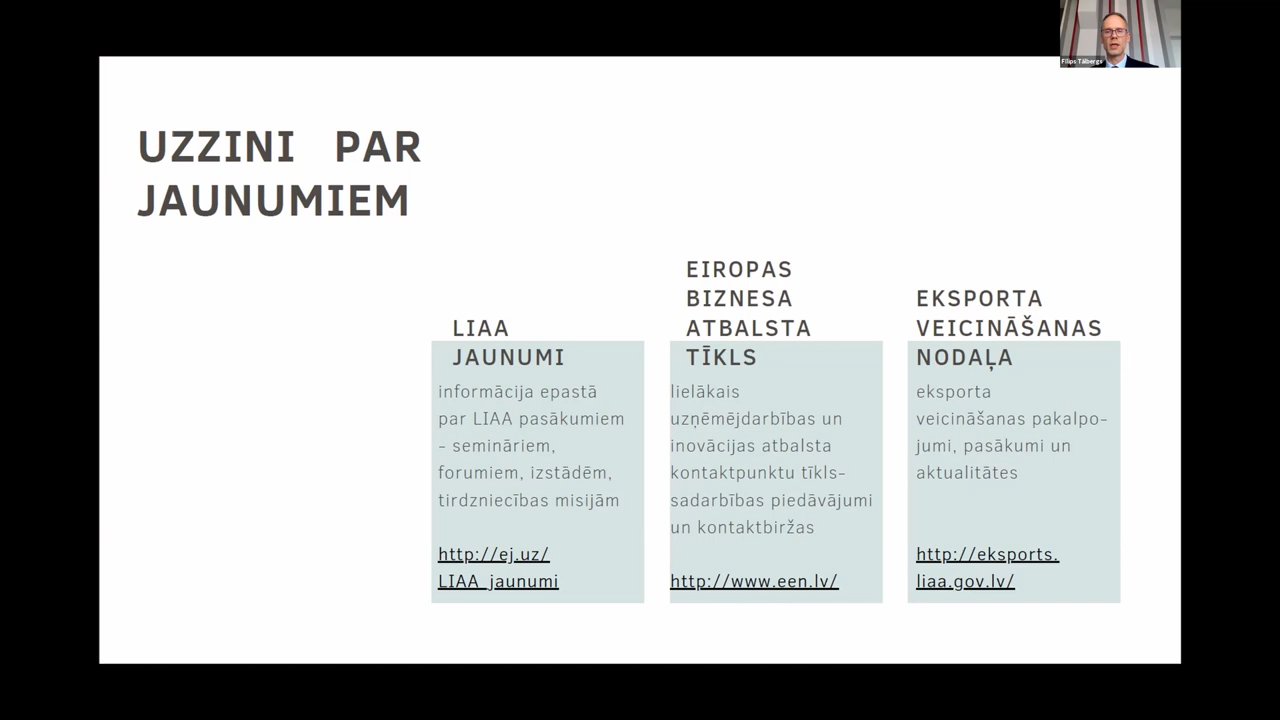 Filips Tālbergs
UZZINI PAR
JAUNUMIEM
LIAA
JAUNUMI
informācija epastā
par LIAA pasākumiem
- semināriem,
forumiem, izstādēm,
tirdzniecības misijām
http://ej.uz/
LIAA_jaunumi
EIROPAS
BIZNESA
ATBALSTA
TĪKLS
lielākais
uzņēmējdarbības un
inovācijas atbalsta
kontaktpunktu tīkls-
sadarbības piedāvājumi
un kontaktbiržas
http://www.een.lv/
EKSPORTA
VEICINĀŠANAS
NODAĻA
eksporta
veicināšanas pakalpo-
jumi, pasākumi un
aktualitātes
http://eksports.
liaa.gov.lv/